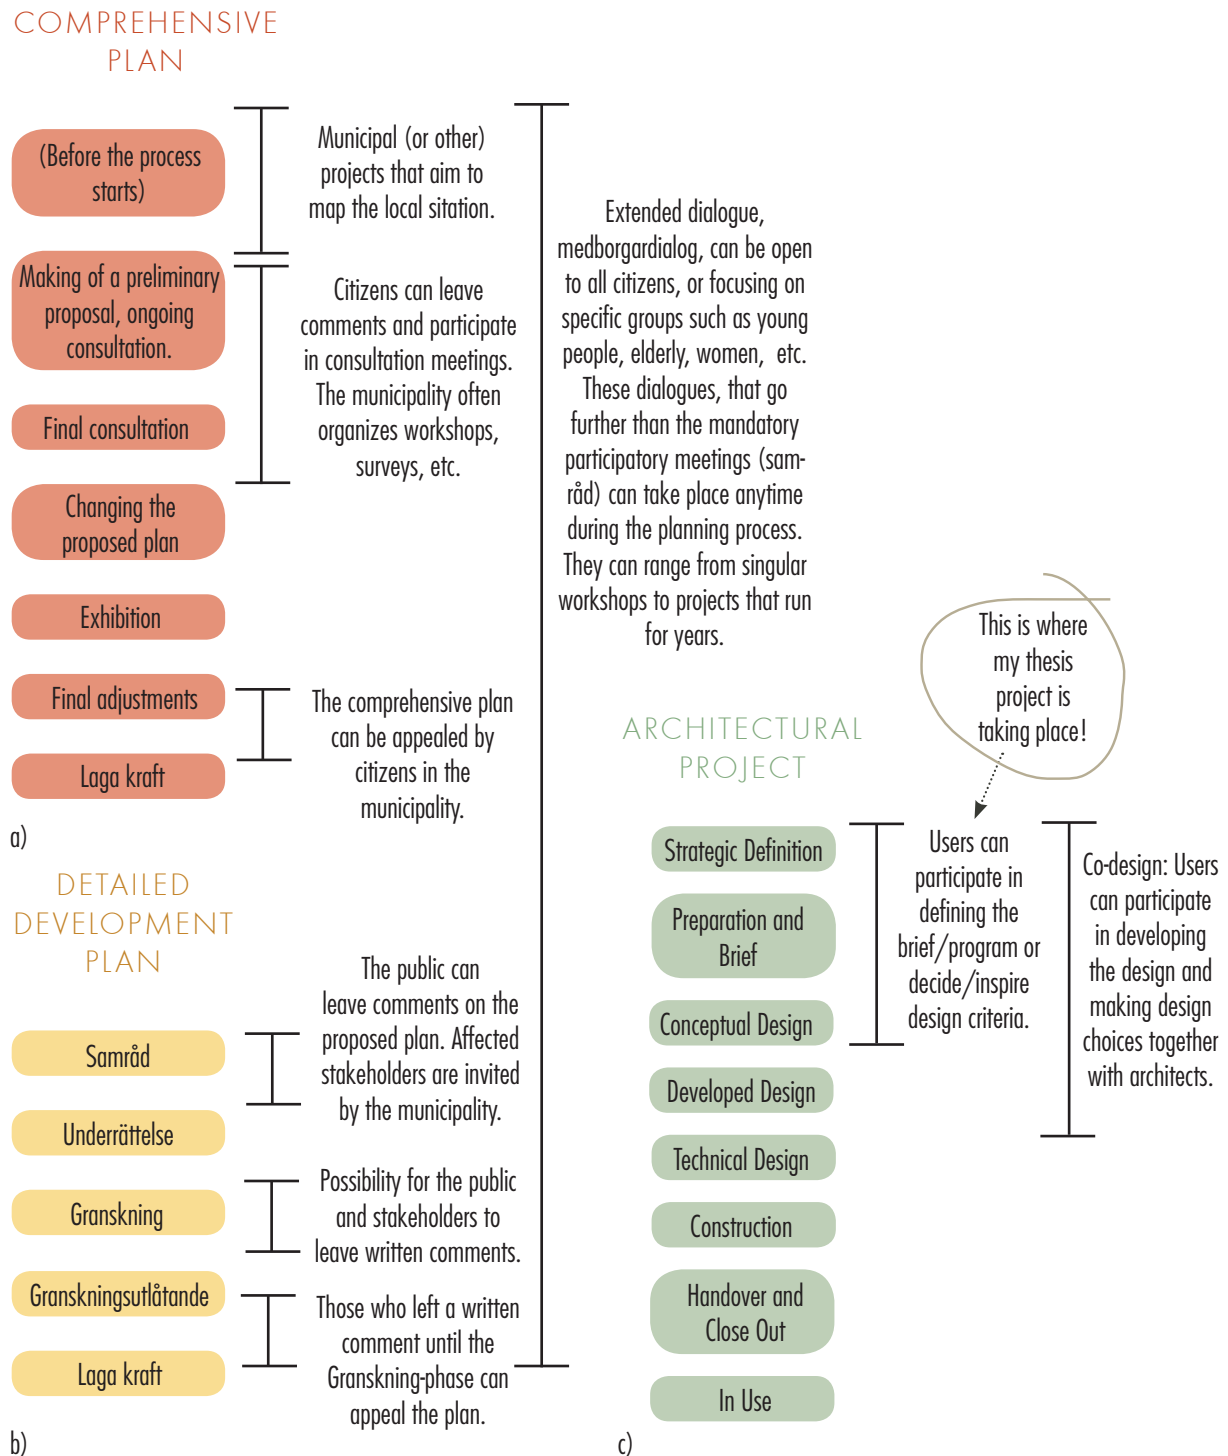 COMPREHENSIVE
PLAN
(Before the process
starts)
Making of a preliminary
proposal, ongoing
consultation.
Final consultation
Changing the
proposed plan
Exhibition
Final adjustments
Laga kraft
Municipal (or other)
projects that aim to
map the local sitation.
Citizens can leave
comments and participate
in consultation meetings.
The municipality often
organizes workshops,
surveys, etc.
The comprehensive plan
can be appealed by
citizens in the
municipality.
a)
DETAILED
DEVELOPMENT
PLAN
Samråd
Underrättelse
Granskning
Granskningsutlåtande
Laga kraft
The public can
leave comments on the
proposed plan. Affected
stakeholders are invited
by the municipality.
Possibility for the public
and stakeholders to
leave written comments.
Those who left a written
comment until the
Granskning-phase can
appeal the plan.
b)
Extended dialogue,
medborgardialog, can be open
to all citizens, or focusing on
specific groups such as young
people, elderly, women, etc.
These dialogues, that go
further than the mandatory
participatory meetings (sam-
råd) can take place anytime
during the planning process.
They can range from singular
workshops to projects that run
for years.
This is where
my thesis
project is
taking place!
ARCHITECTURAL
PROJECT
Strategic Definition
Preparation and
Brief
Conceptual Design
Developed Design
Technical Design
Construction
Handover and
Close Out
In Use
Users can
participate in
defining the
brief/program or
decide/inspire
design criteria.
Co-design: Users
can participate
in developing
the design and
making design
choices together
with architects.
c)